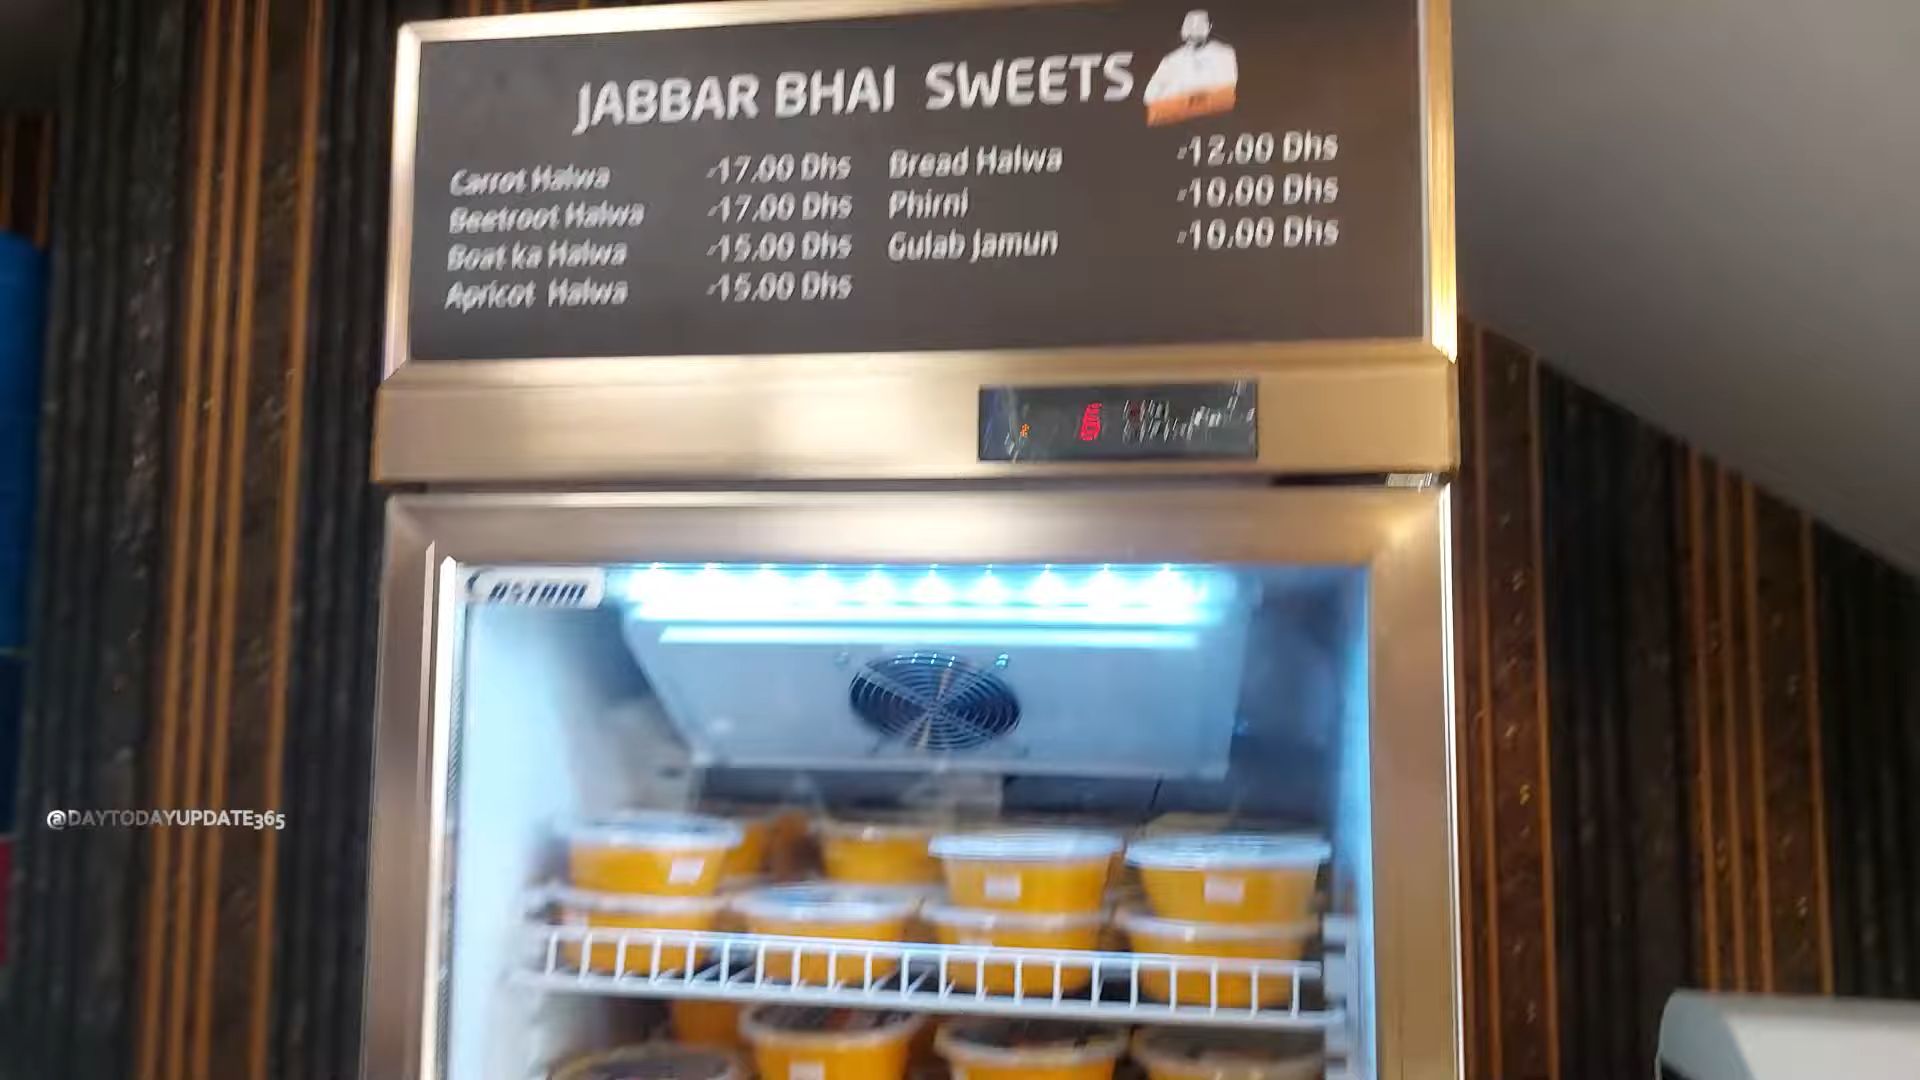 JABBAR BHAI SWEETS
Carrot Halwa -17.00 Dhs
Beetroot Halwa -17.00 Dhs
Boat ka Halwa -15.00 Dhs
Apricot Halwa -15.00 Dhs
Bread Halwa -12.00 Dhs
Phirni -10.00 Dhs
Gulab Jamun -10.00 Dhs
@DAYTODAYUPDATE365